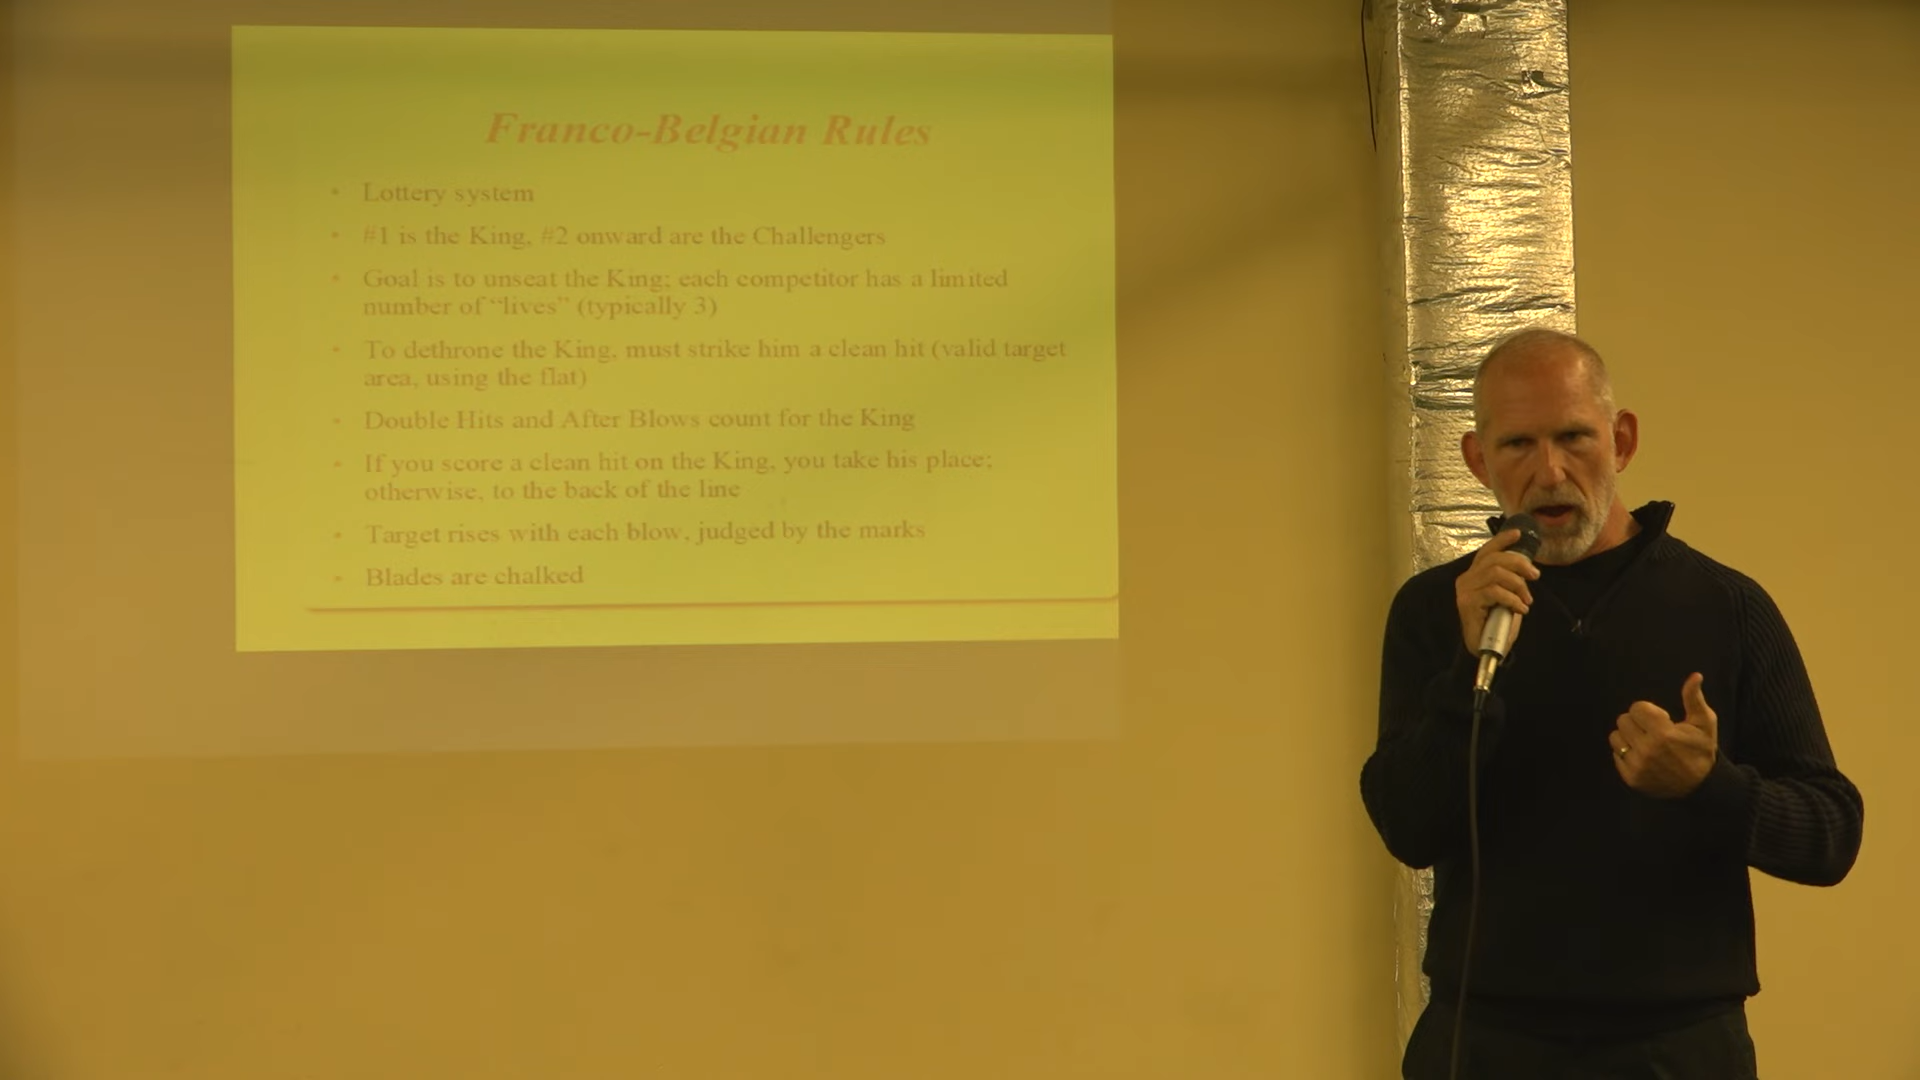 Franco-Belgian Rules
• Lottery system
• #1 is the King, #2 onward are the Challengers
• Goal is to unseat the King; each competitor has a limited
number of “lives” (typically 3)
• To dethrone the King, must strike him a clean hit (valid target
area, using the flat)
• Double Hits and After Blows count for the King
• If you score a clean hit on the King, you take his place;
otherwise, to the back of the line
• Target rises with each blow, judged by the marks
• Blades are chalked